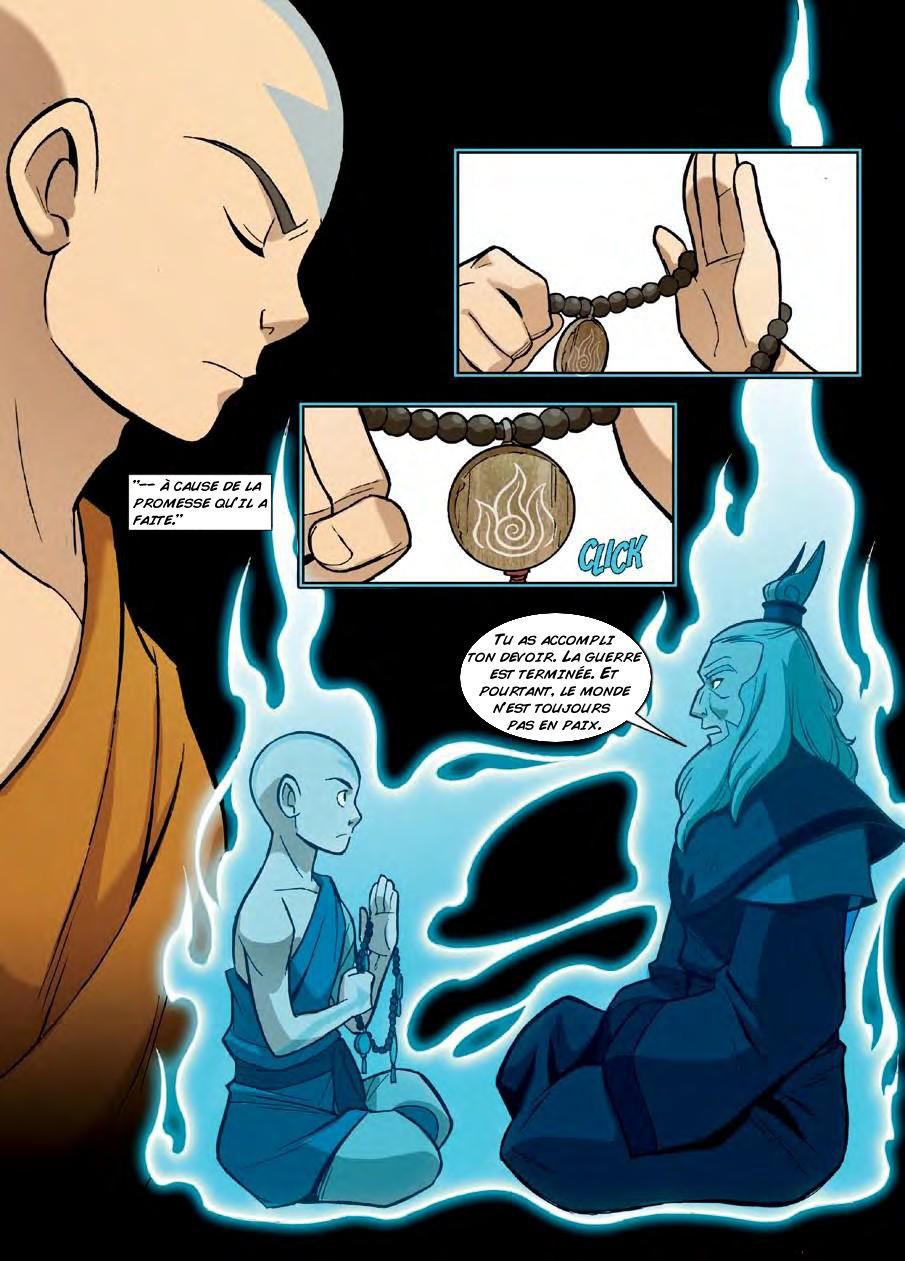 "-- À CAUSE DE LA
PROMESSE QU'IL A
FAITE."
CLICK
TU AS ACCOMPLI
TON DEVOIR. LA GUERRE
EST TERMINÉE. ET
POURTANT, LE MONDE
N'EST TOUJOURS
PAS EN PAIX.